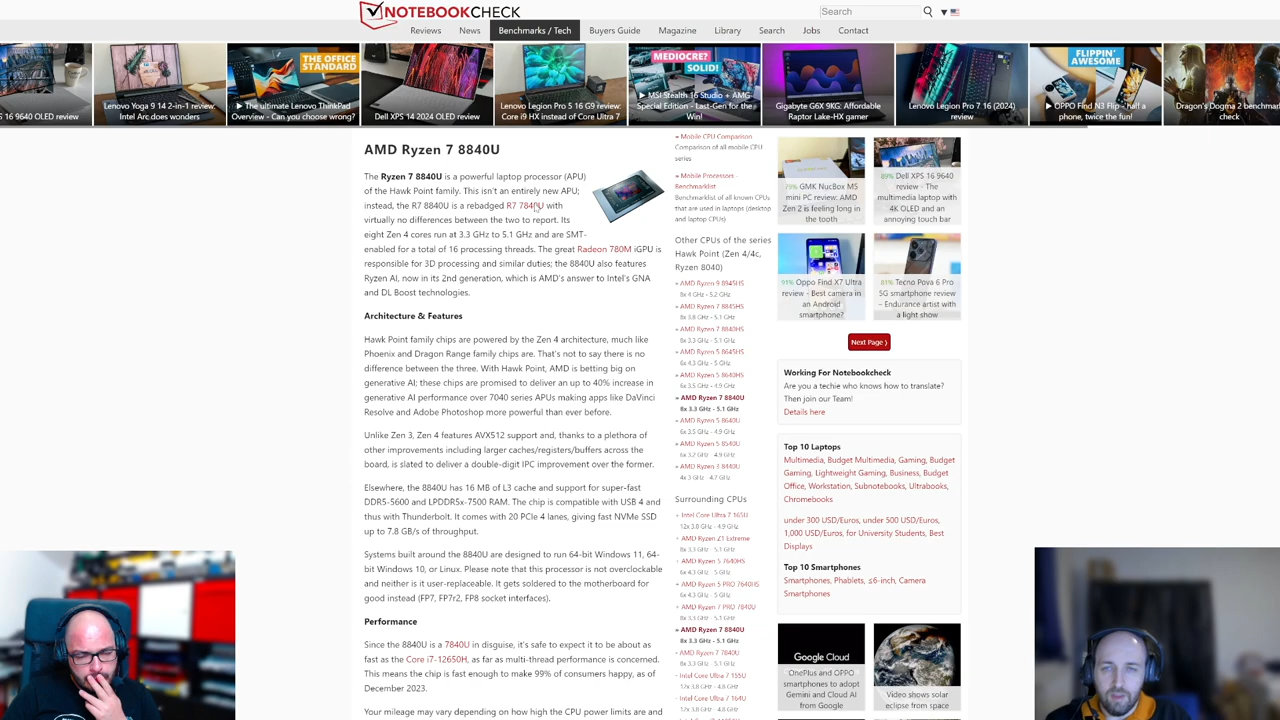 NOTEBOOKCHECK
Search
Reviews
News
Benchmarks / Tech
Buyers Guide
Magazine
Library
Search
Jobs
Contact
16 9640 OLED review
Lenovo Yoga 9 14 2-in-1 review:
Intel Arc does wonders
THE OFFICE
STANDARD
▶ The ultimate Lenovo ThinkPad
Overview - Can you choose wrong?
Dell XPS 14 2024 OLED review
Lenovo Legion Pro 5 16 G9 review:
Core i9 HX instead of Core Ultra 7
MEDIOCRE?
SOLID!
▶ MSI Stealth 16 Studio + AMG
Special Edition - Last-Gen for the
Win!
Gigabyte G6X 9KG: Affordable
Raptor Lake-HX gamer
Lenovo Legion Pro 7 16 (2024)
review
FLIPPIN'
AWESOME
▶ OPPO Find N3 Flip - half a
phone, twice the fun!
Dragon's Dogma 2 benchma
check
AMD Ryzen 7 8840U
The Ryzen 7 8840U is a powerful laptop processor (APU)
of the Hawk Point family. This isn't an entirely new APU;
instead, the R7 8840U is a rebadged R7 7840U with
virtually no differences between the two to report. Its
eight Zen 4 cores run at 3.3 GHz to 5.1 GHz and are SMT-
enabled for a total of 16 processing threads. The great Radeon 780M iGPU is
responsible for 3D processing and similar duties; the 8840U also features
Ryzen AI, now in its 2nd generation, which is AMD's answer to Intel's GNA
and DL Boost technologies.
Architecture & Features
Hawk Point family chips are powered by the Zen 4 architecture, much like
Phoenix and Dragon Range family chips are. That's not to say there is no
difference between the three. With Hawk Point, AMD is betting big on
generative AI; these chips are promised to deliver an up to 40% increase in
generative AI performance over 7040 series APUs making apps like DaVinci
Resolve and Adobe Photoshop more powerful than ever before.
Unlike Zen 3, Zen 4 features AVX512 support and, thanks to a plethora of
other improvements including larger caches/registers/buffers across the
board, is slated to deliver a double-digit IPC improvement over the former.
Elsewhere, the 8840U has 16 MB of L3 cache and support for super-fast
DDR5-5600 and LPDDR5x-7500 RAM. The chip is compatible with USB 4 and
thus with Thunderbolt. It comes with 20 PCIe 4 lanes, giving fast NVMe SSD
up to 7.8 GB/s of throughput.
Systems built around the 8840U are designed to run 64-bit Windows 11, 64-
bit Windows 10, or Linux. Please note that this processor is not overclockable
and neither is it user-replaceable. It gets soldered to the motherboard for
good instead (FP7, FP7r2, FP8 socket interfaces).
Performance
Since the 8840U is a 7840U in disguise, it's safe to expect it to be about as
fast as the Core i7-12650H, as far as multi-thread performance is concerned.
This means the chip is fast enough to make 99% of consumers happy, as of
December 2023.
Your mileage may vary depending on how high the CPU power limits are and
» Mobile CPU Comparison
Comparison of all mobile CPU
series
» Mobile Processors -
Benchmarklist
Benchmarklist of all known CPUs
that are used in laptops (desktop
and laptop CPUs)
Other CPUs of the series
Hawk Point (Zen 4/4c,
Ryzen 8040)
» AMD Ryzen 9 8945HS
8x 4 GHz - 5.2 GHz
» AMD Ryzen 7 8845HS
8x 3.8 GHz - 5.1 GHz
» AMD Ryzen 7 8840HS
8x 3.3 GHz - 5.1 GHz
» AMD Ryzen 5 8645HS
6x 4.3 GHz - 5 GHz
» AMD Ryzen 5 8640HS
6x 3.5 GHz - 4.9 GHz
» AMD Ryzen 7 8840U
8x 3.3 GHz - 5.1 GHz
» AMD Ryzen 5 8640U
6x 3.5 GHz - 4.9 GHz
» AMD Ryzen 5 8540U
6x 3.2 GHz - 4.9 GHz
» AMD Ryzen 3 8440U
4x 3 GHz - 4.7 GHz
Surrounding CPUs
- Intel Core Ultra 7 165U
12x 3.8 GHz - 4.9 GHz
» AMD Ryzen Z1 Extreme
8x 3.3 GHz - 5.1 GHz
» AMD Ryzen 5 7640HS
6x 4.3 GHz - 5 GHz
+ AMD Ryzen 5 PRO 7640HS
6x 4.3 GHz - 5 GHz
» AMD Ryzen 7 PRO 7840U
8x 3.3 GHz - 5.1 GHz
» AMD Ryzen 7 8840U
8x 3.3 GHz - 5.1 GHz
» AMD Ryzen 7 7840U
8x 3.3 GHz - 5.1 GHz
- Intel Core Ultra 7 155U
12x 3.8 GHz - 4.8 GHz
- Intel Core Ultra 7 164U
12x 3.8 GHz - 4.8 GHz
79% GMK NucBox M5
mini PC review: AMD
Zen 2 is feeling long in
the tooth
89% Dell XPS 16 9640
review - The
multimedia laptop with
4K OLED and an
annoying touch bar
91% Oppo Find X7 Ultra
review - Best camera in
an Android
smartphone?
81% Tecno Pova 6 Pro
5G smartphone review
– Endurance artist with
a light show
Next Page ❯
Working For Notebookcheck
Are you a techie who knows how to translate?
Then join our Team!
Details here
Top 10 Laptops
Multimedia, Budget Multimedia, Gaming, Budget
Gaming, Lightweight Gaming, Business, Budget
Office, Workstation, Subnotebooks, Ultrabooks,
Chromebooks
under 300 USD/Euros, under 500 USD/Euros,
1,000 USD/Euros, for University Students, Best
Displays
Top 10 Smartphones
Smartphones, Phablets, ≤6-inch, Camera
Smartphones
Google Cloud
OnePlus and OPPO
smartphones to adopt
Gemini and Cloud AI
from Google
Video shows solar
eclipse from space